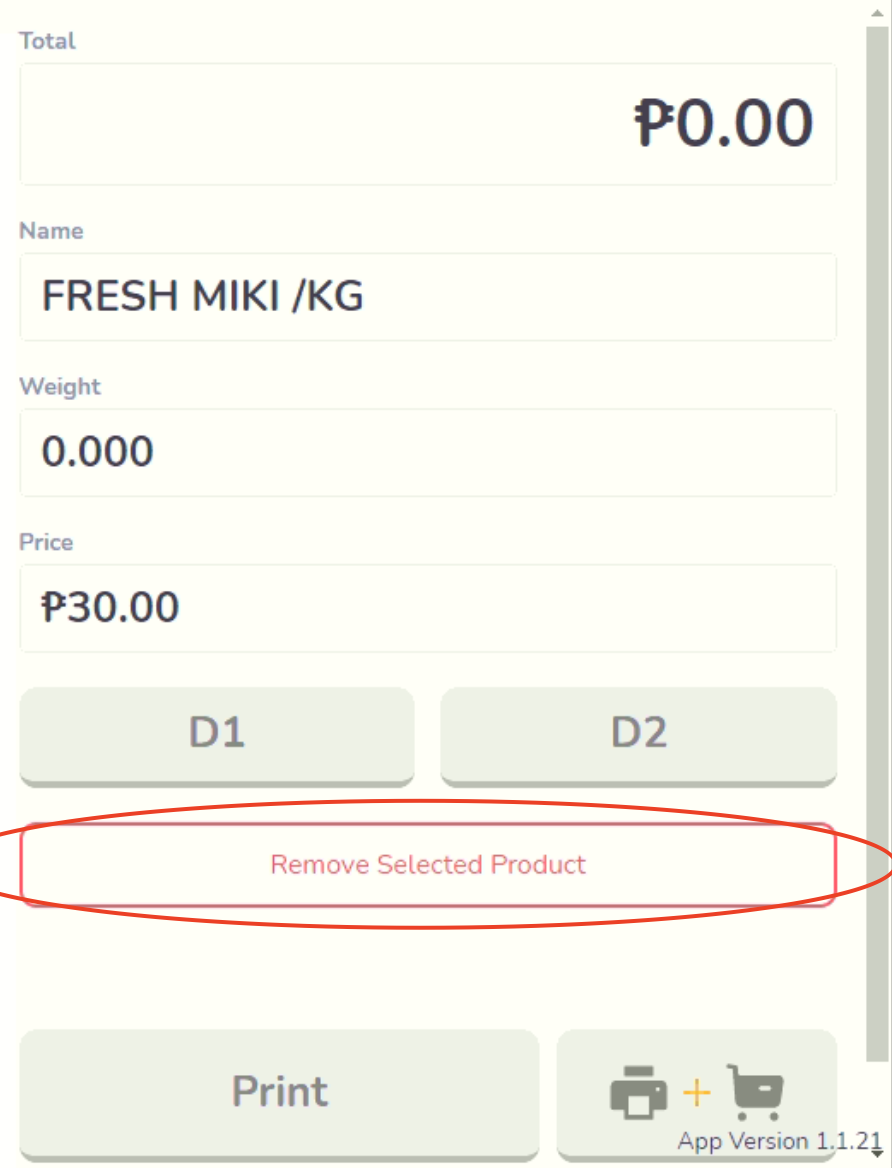 Total
₱0.00
Name
FRESH MIKI /KG
Weight
0.000
Price
₱30.00
D1 D2
Remove Selected Product
Print +
App Version 1.1.21